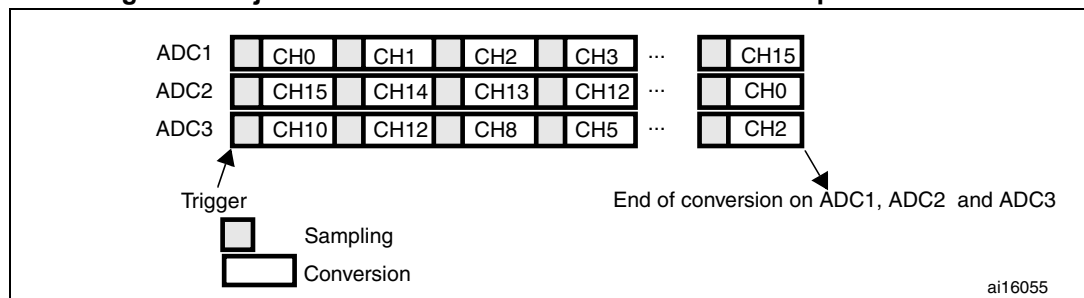 ADC1 CH0 CH1 CH2 CH3 ... CH15
ADC2 CH15 CH14 CH13 CH12 ... CH0
ADC3 CH10 CH12 CH8 CH5 ... CH2
Trigger
End of conversion on ADC1, ADC2 and ADC3
Sampling
Conversion
ai16055